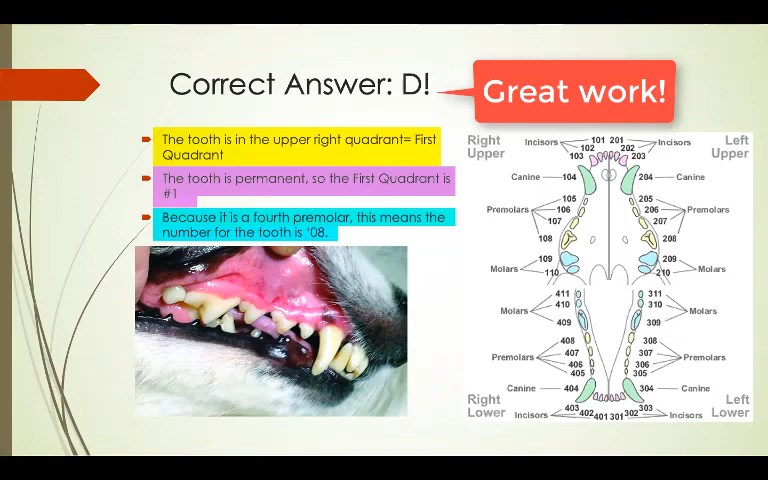 Correct Answer: D!
Great work!
The tooth is in the upper right quadrant= First
Quadrant
The tooth is permanent, so the First Quadrant is
#1
Because it is a fourth premolar, this means the
number for the tooth is ‘08.
Right
Upper
Left
Upper
Incisors
101 201
Incisors
102
202
103
203
Canine
104
204
Canine
105
205
Premolars
106
206
Premolars
107
207
108
208
109
209
Molars
110
210
Molars
411
311
Molars
410
310
Molars
409
309
408
308
Premolars
407
307
Premolars
406
306
405
305
Canine
404
304
Canine
Right
Lower
Left
Lower
403
303
Incisors
402
401 301
302
Incisors